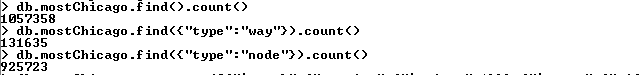 > db.mostChicago.find().count()
1057358
> db.mostChicago.find({"type":"way"}).count()
131635
> db.mostChicago.find({"type":"node"}).count()
925723